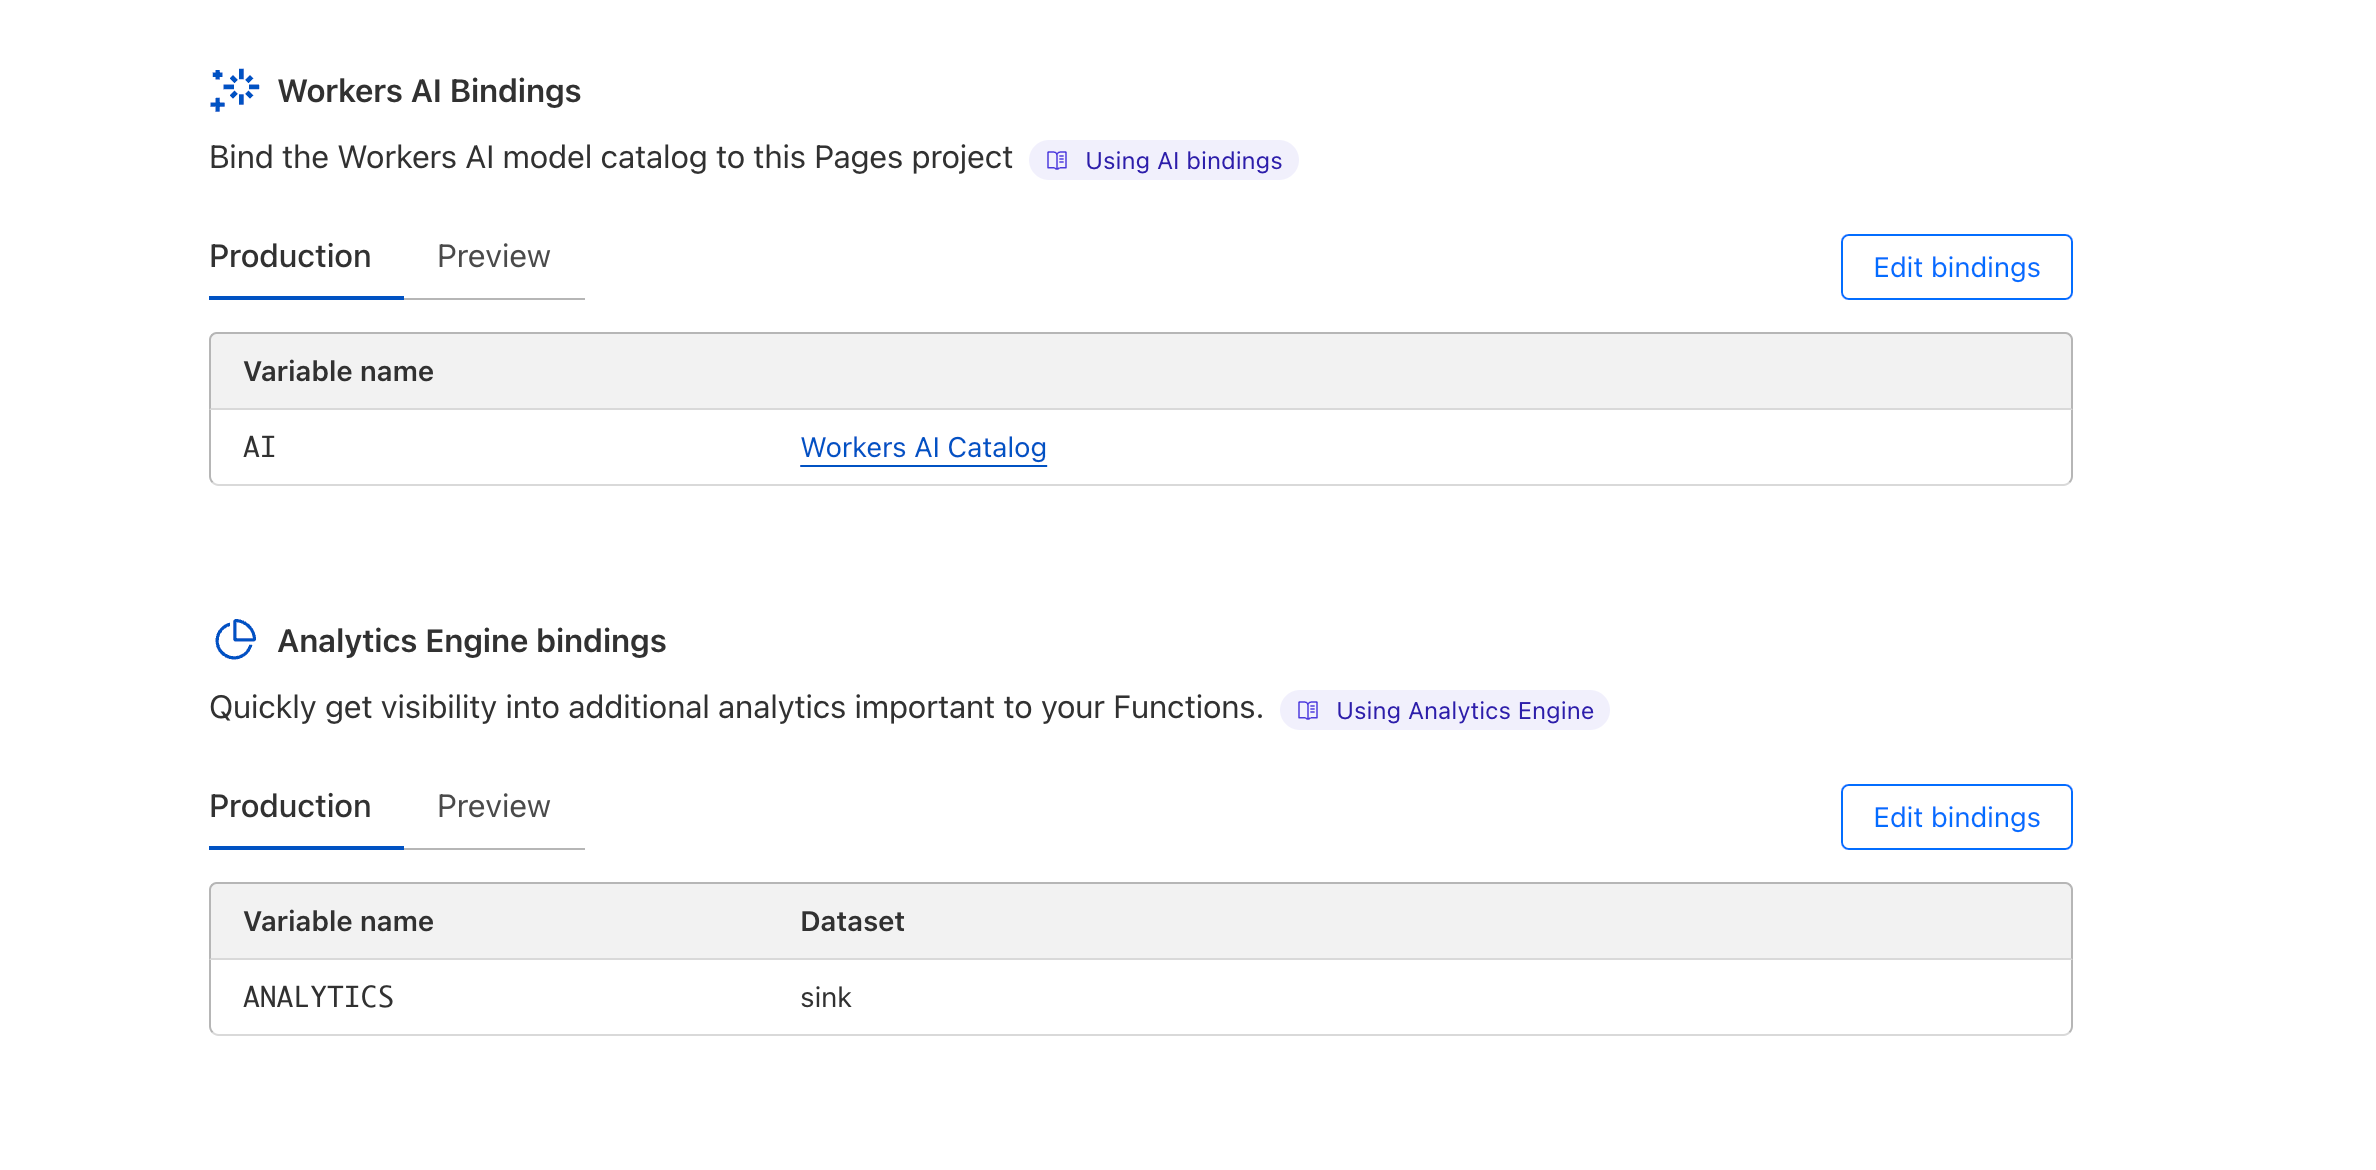 Workers AI Bindings
Bind the Workers AI model catalog to this Pages project Using AI bindings
Production Preview Edit bindings
Variable name
AI Workers AI Catalog
Analytics Engine bindings
Quickly get visibility into additional analytics important to your Functions. Using Analytics Engine
Production Preview Edit bindings
Variable name Dataset
ANALYTICS sink